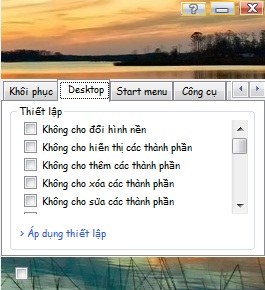 ?
Khôi phục Desktop Start menu Công cụ
Thiết lập
Không cho đổi hình nền
Không cho hiển thị các thành phần
Không cho thêm các thành phần
Không cho xóa các thành phần
Không cho sửa các thành phần
> Áp dụng thiết lập